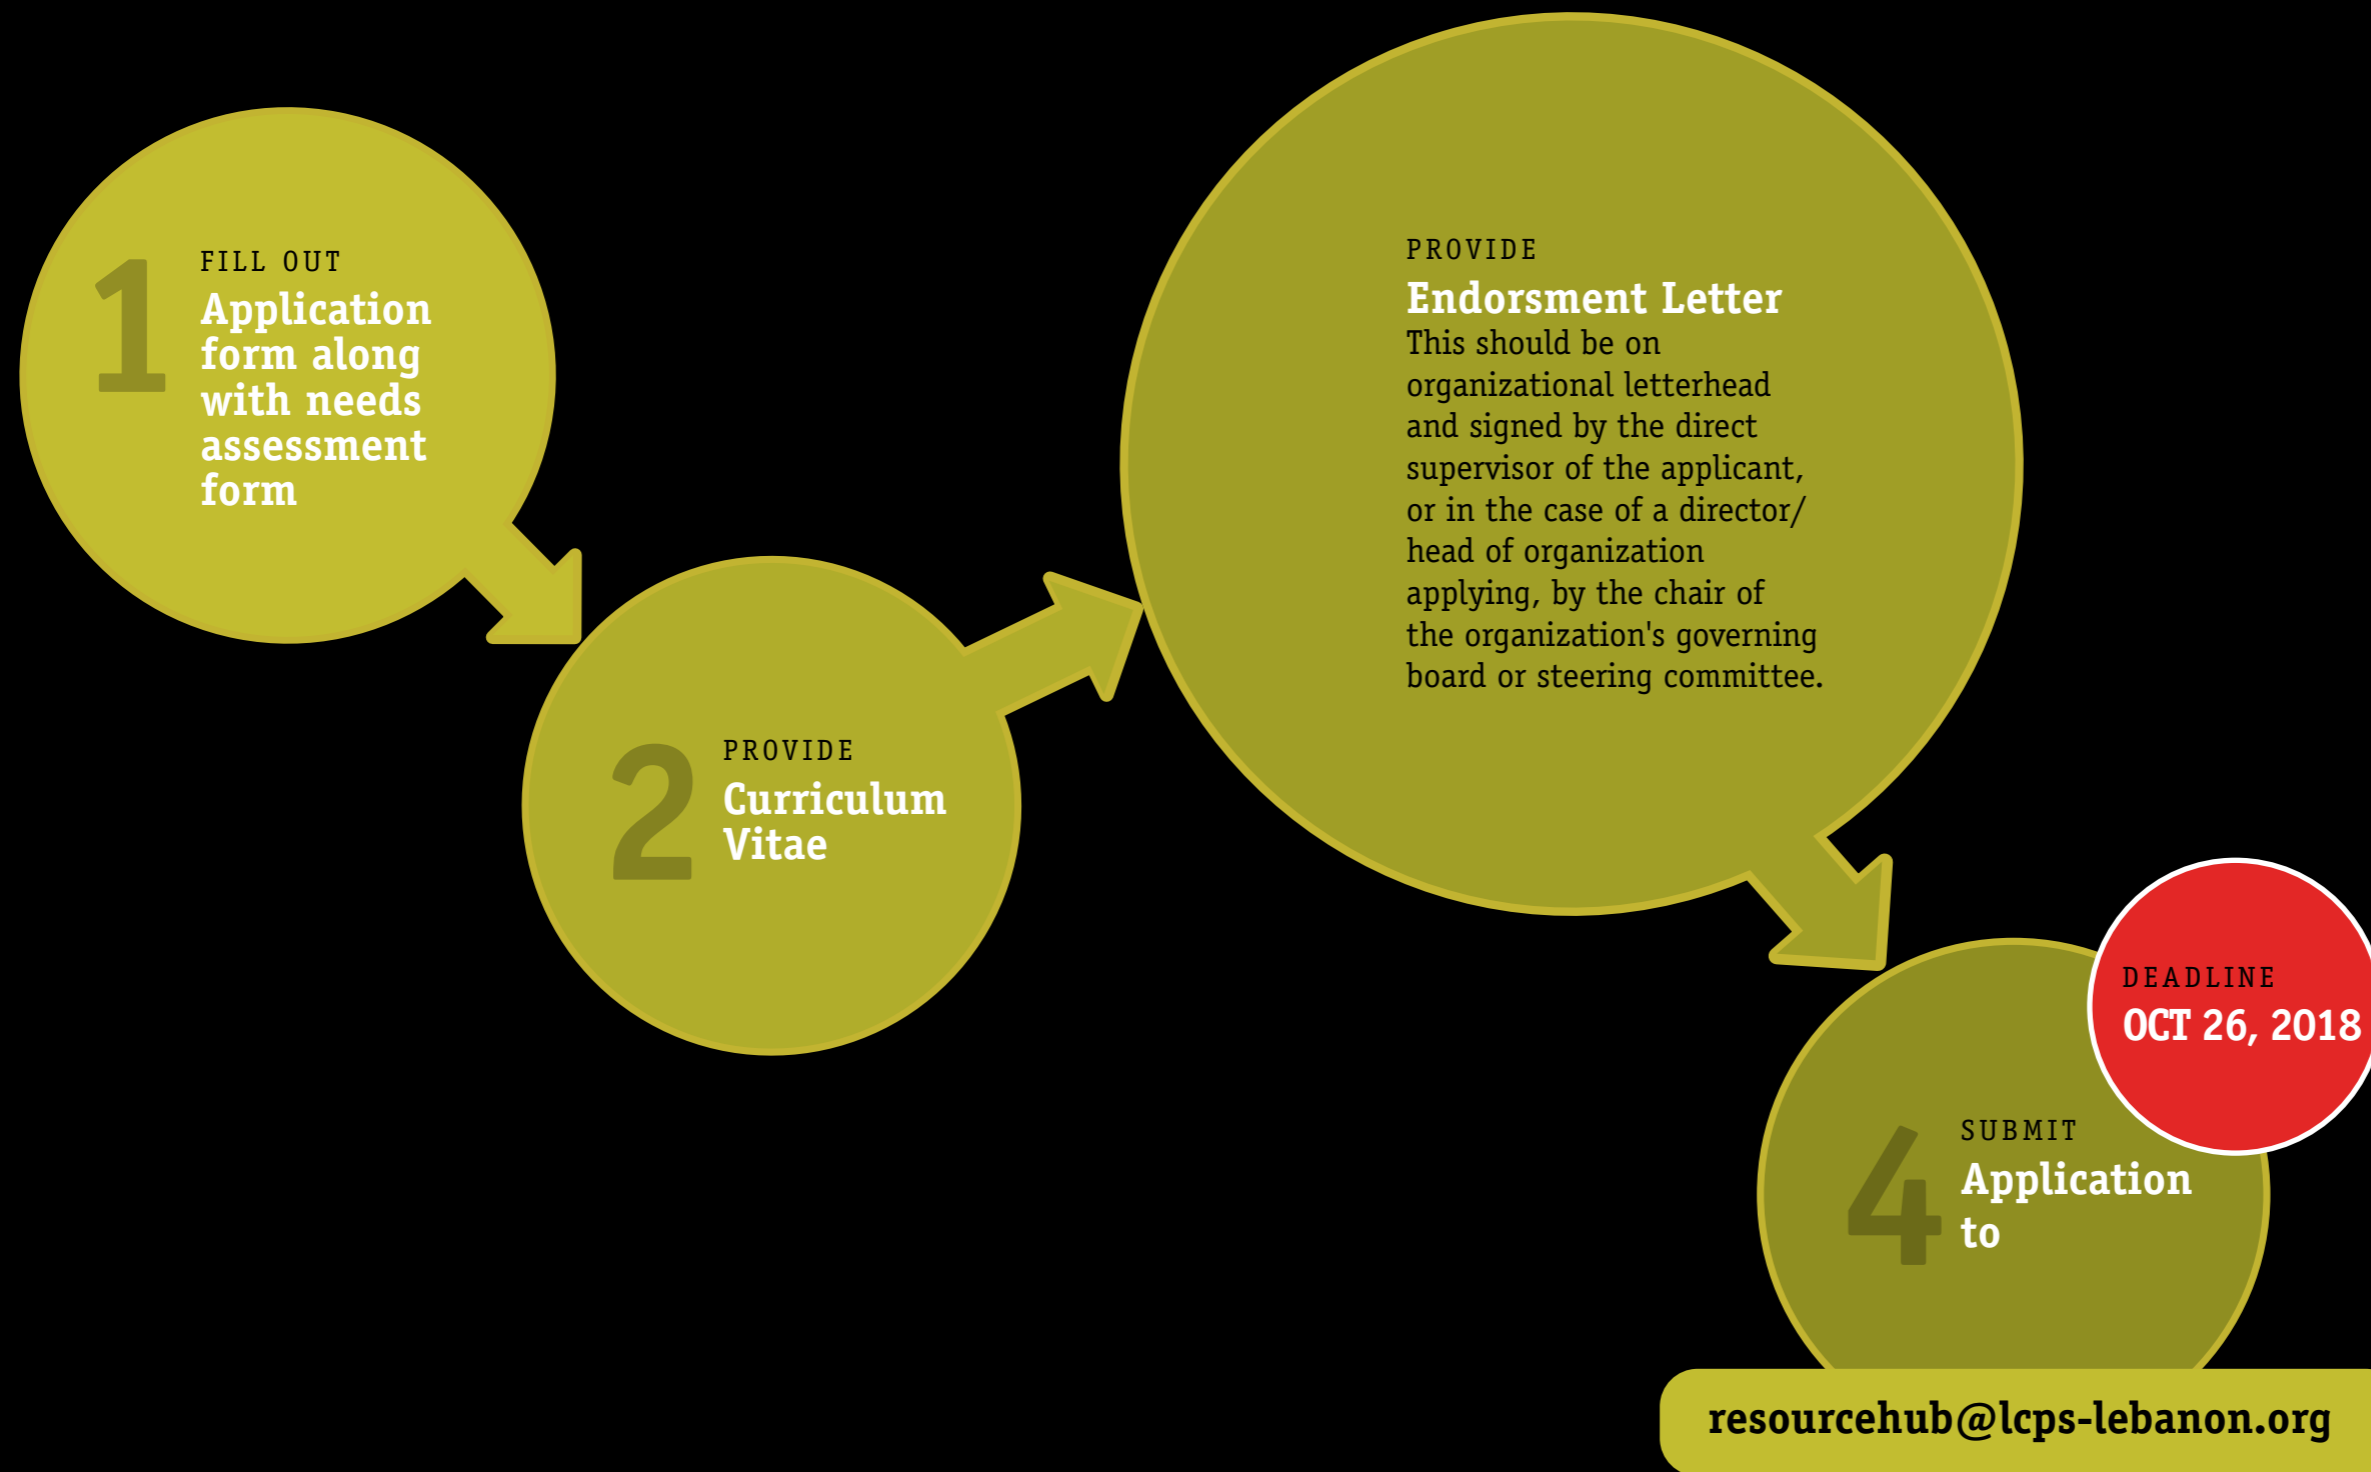 1
FILL OUT
Application
form along
with needs
assessment
form
2
PROVIDE
Curriculum
Vitae
PROVIDE
Endorsment Letter
This should be on
organizational letterhead
and signed by the direct
supervisor of the applicant,
or in the case of a director/
head of organization
applying, by the chair of
the organization's governing
board or steering committee.
DEADLINE
OCT 26, 2018
4
SUBMIT
Application
to
resourcehub@lcps-lebanon.org